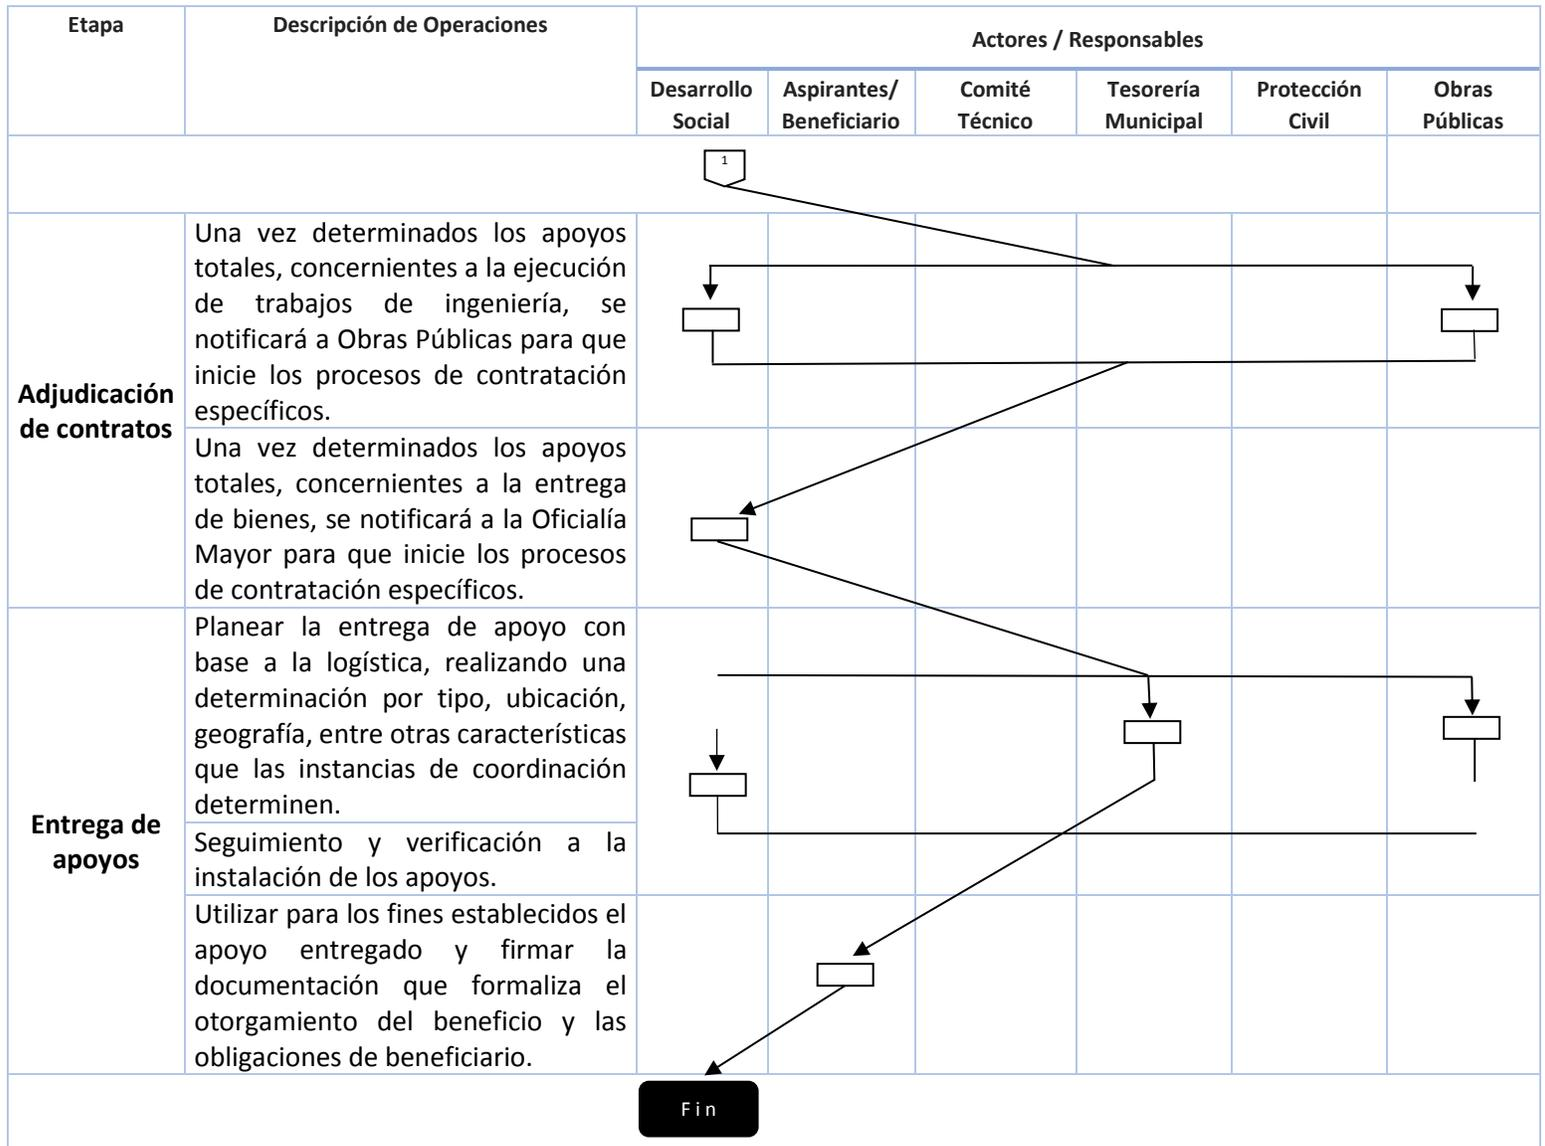 Etapa
Descripción de Operaciones
Actores / Responsables
Desarrollo
Social
Aspirantes/
Beneficiario
Comité
Técnico
Tesorería
Municipal
Protección
Civil
Obras
Públicas
1
Adjudicación
de contratos
Una vez determinados los apoyos
totales, concernientes a la ejecución
de trabajos de ingeniería, se
notificará a Obras Públicas para que
inicie los procesos de contratación
específicos.
Una vez determinados los apoyos
totales, concernientes a la entrega
de bienes, se notificará a la Oficialía
Mayor para que inicie los procesos
de contratación específicos.
Entrega de
apoyos
Planear la entrega de apoyo con
base a la logística, realizando una
determinación por tipo, ubicación,
geografía, entre otras características
que las instancias de coordinación
determinen.
Seguimiento y verificación a la
instalación de los apoyos.
Utilizar para los fines establecidos el
apoyo entregado y firmar la
documentación que formaliza el
otorgamiento del beneficio y las
obligaciones de beneficiario.
Fin